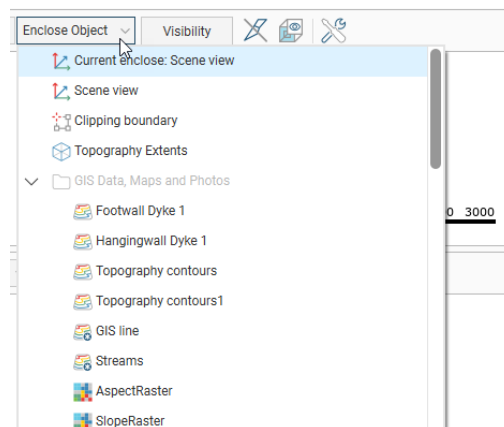 Enclose Object
Visibility
Current enclose: Scene view
Scene view
Clipping boundary
Topography Extents
GIS Data, Maps and Photos
Footwall Dyke 1
Hangingwall Dyke 1
0 3000
Topography contours
Topography contours1
GIS line
Streams
AspectRaster
SlopeRaster